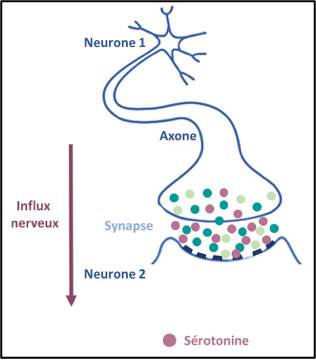 Neurone 1
Axone
Influx
nerveux
Synapse
Neurone 2
Sérotonine